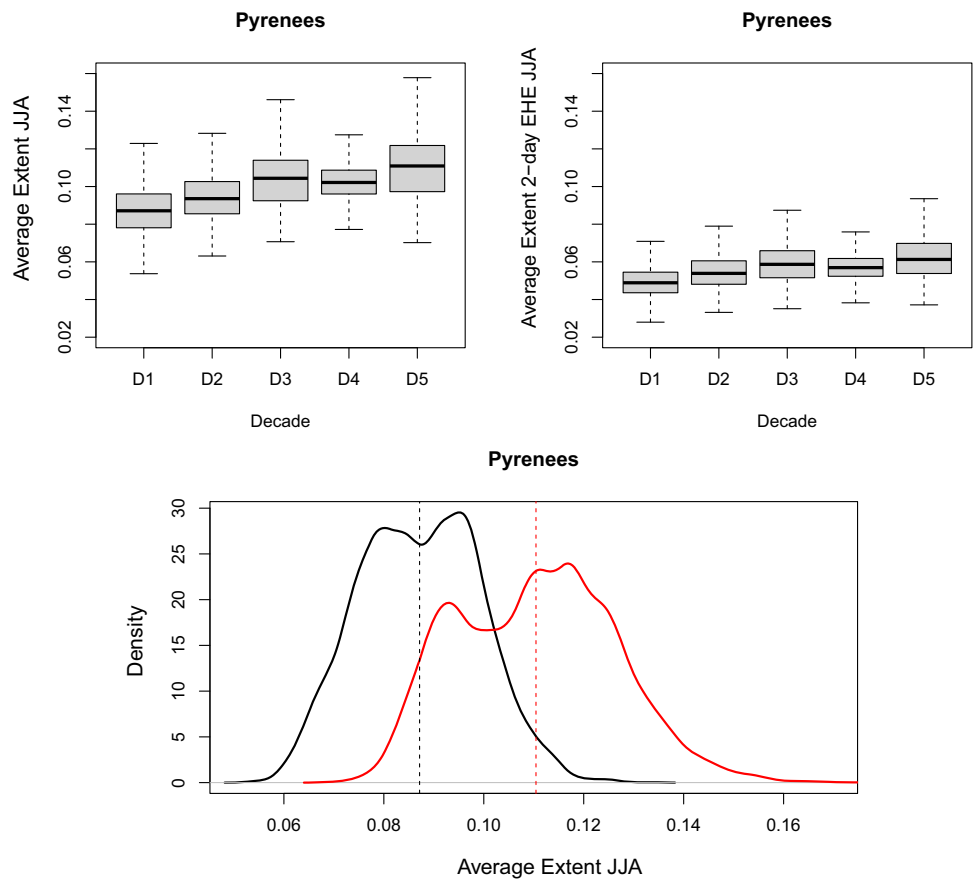 Pyrenees
Average Extent JJA
0.14
0.10
0.06
0.02
D1 D2 D3 D4 D5
Decade
Pyrenees
Average Extent 2−day EHE JJA
0.14
0.10
0.06
0.02
D1 D2 D3 D4 D5
Decade
Pyrenees
Density
30
25
20
15
10
5
0
0.06 0.08 0.10 0.12 0.14 0.16
Average Extent JJA